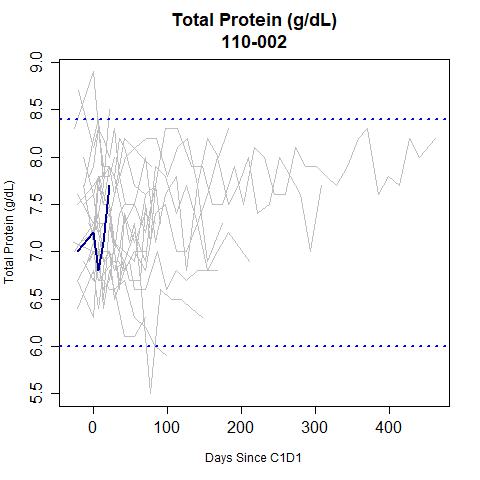 Total Protein (g/dL)
110-002
Total Protein (g/dL)
9.0
8.5
8.0
7.5
7.0
6.5
6.0
5.5
0 100 200 300 400
Days Since C1D1